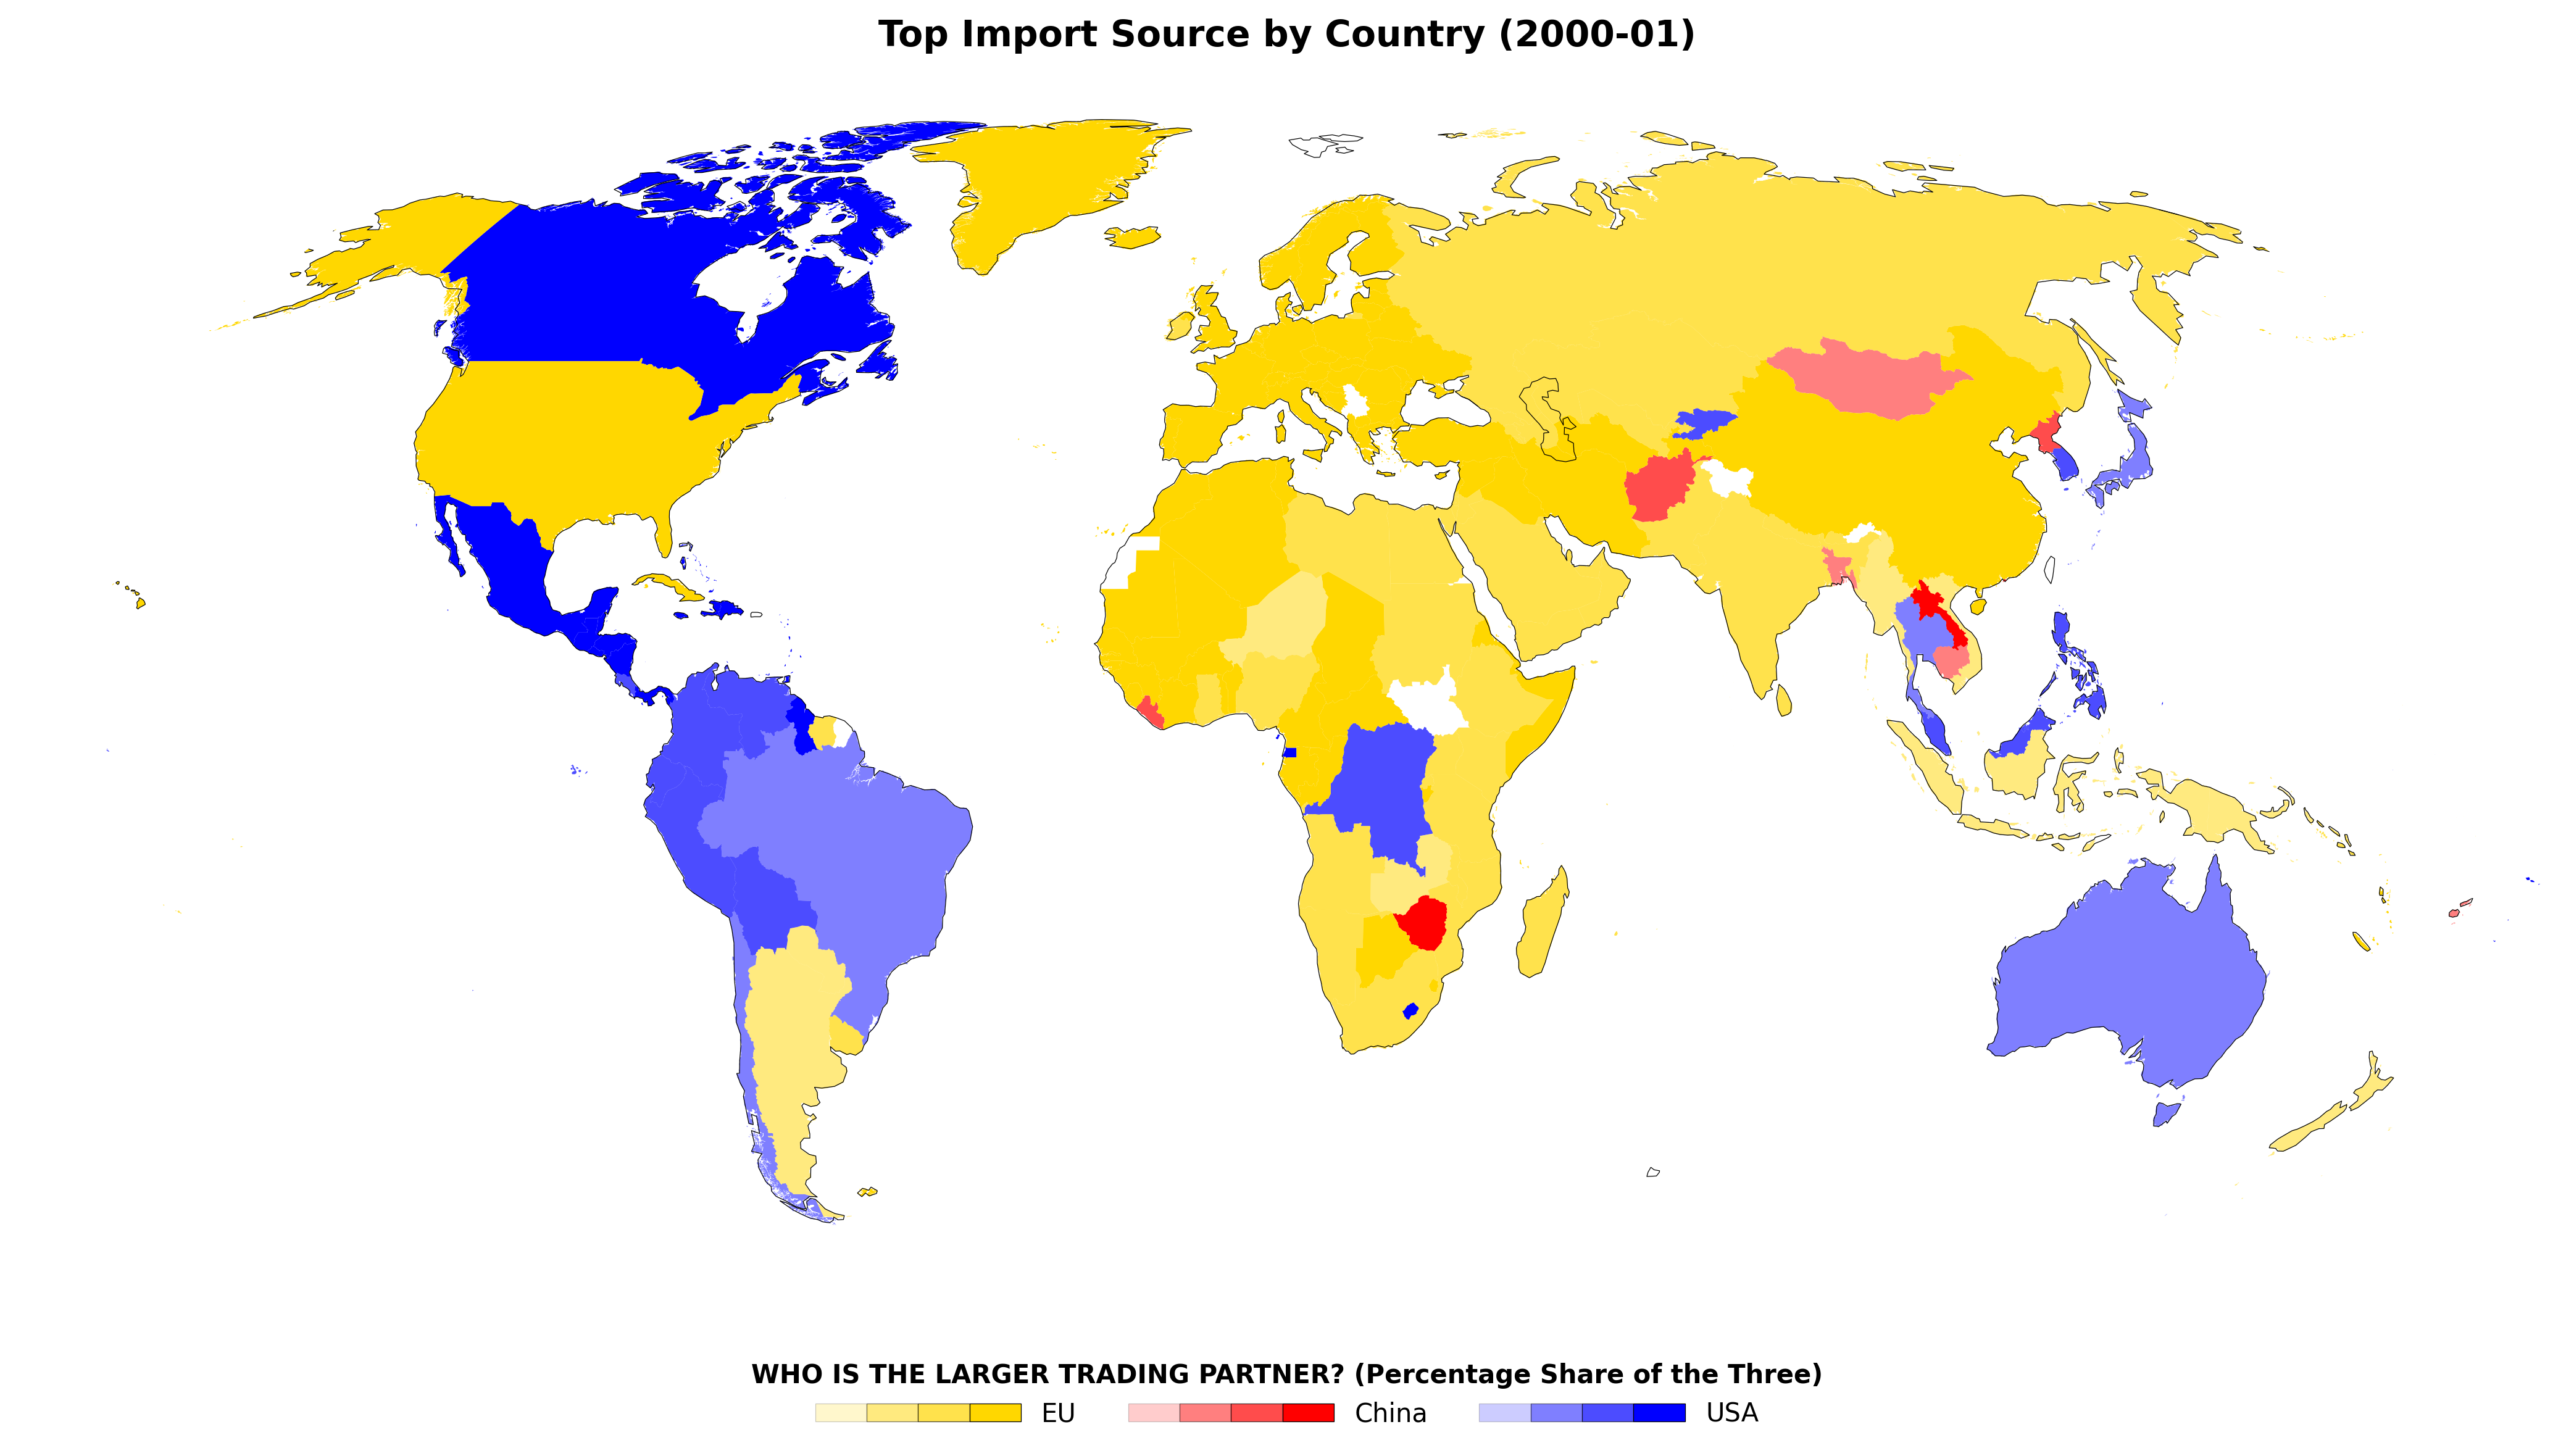 Top Import Source by Country (2000-01)
WHO IS THE LARGER TRADING PARTNER? (Percentage Share of the Three)
EU China USA